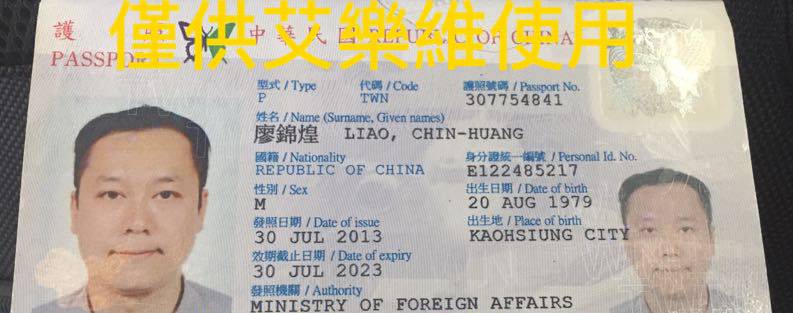 僅供艾樂維使用
護 中華民國 REPUBLIC OF CHINA
PASSPORT
型式 / Type 代碼 / Code 護照號碼 / Passport No.
P TWN 307754841
姓名 / Name (Surname, Given names)
廖錦煌 LIAO, CHIN-HUANG
國籍 / Nationality 身分證統一編號 / Personal Id. No.
REPUBLIC OF CHINA E122485217
性別 / Sex 出生日期 / Date of birth
M 20 AUG 1979
發照日期 / Date of issue 出生地 / Place of birth
30 JUL 2013 KAOHSIUNG CITY
效期截止日期 / Date of expiry
30 JUL 2023
發照機關 / Authority
MINISTRY OF FOREIGN AFFAIRS